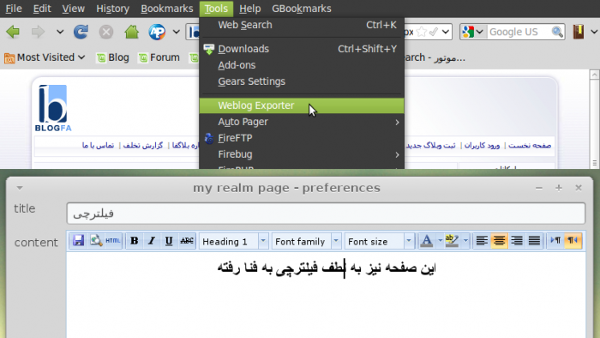 File Edit View History Bookmarks Tools Help GBookmarks
Web Search Ctrl+K
Google US
Downloads Ctrl+Shift+Y
Most Visited Blog Forum
موتور - Search...
Add-ons
Gears Settings
Weblog Exporter
BLOGFA
Auto Pager
صفحه نخست | ورود کاربران | ثبت وبلاگ جدید
گزارش تخلف | تماس با ما
FireFTP
Firebug
my realm page - preferences
title
فیلترچی
content
HTML B I U ABC Heading 1 Font family Font size A ab
این صفحه نیز به لطف فیلترچی به فنا رفته